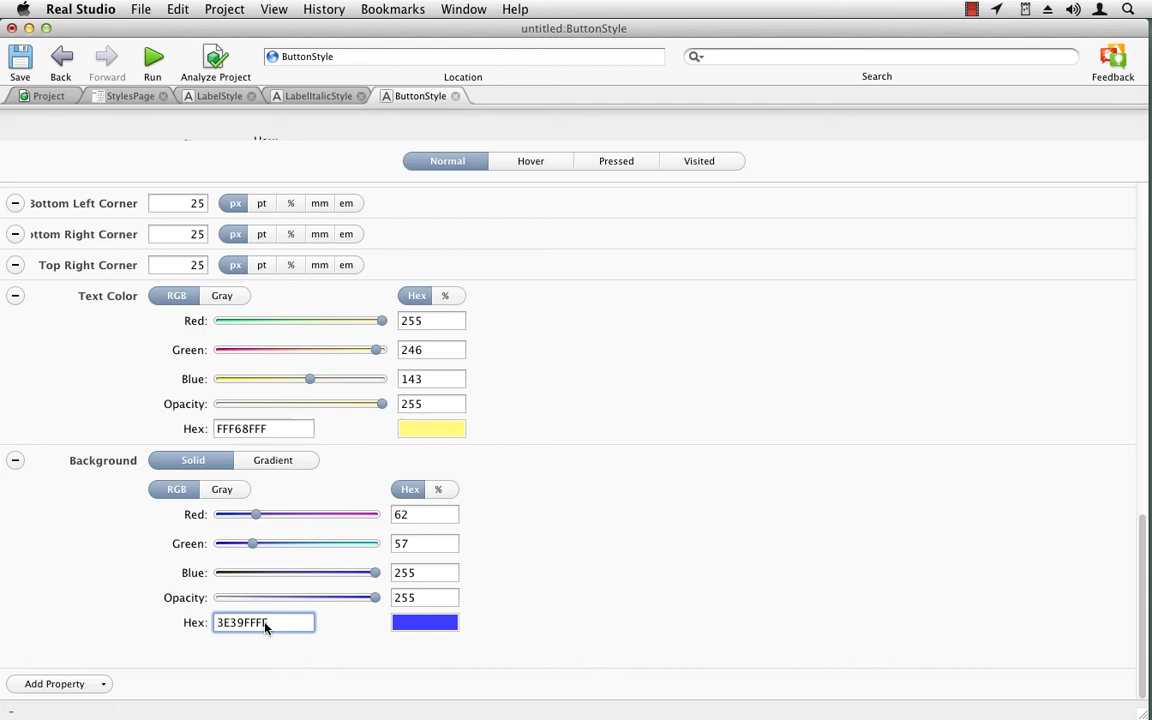 Real Studio File Edit Project View History Bookmarks Window Help
untitled:ButtonStyle
ButtonStyle
Save Back Forward Run Analyze Project Location Search Feedback
Project StylesPage LabelStyle LabelItalicStyle ButtonStyle
Normal Hover Pressed Visited
Bottom Left Corner 25 px pt % mm em
ttom Right Corner 25 px pt % mm em
Top Right Corner 25 px pt % mm em
Text Color RGB Gray Hex %
Red: 255
Green: 246
Blue: 143
Opacity: 255
Hex: FFF68FFF
Background Solid Gradient
RGB Gray Hex %
Red: 62
Green: 57
Blue: 255
Opacity: 255
Hex: 3E39FFFF
Add Property